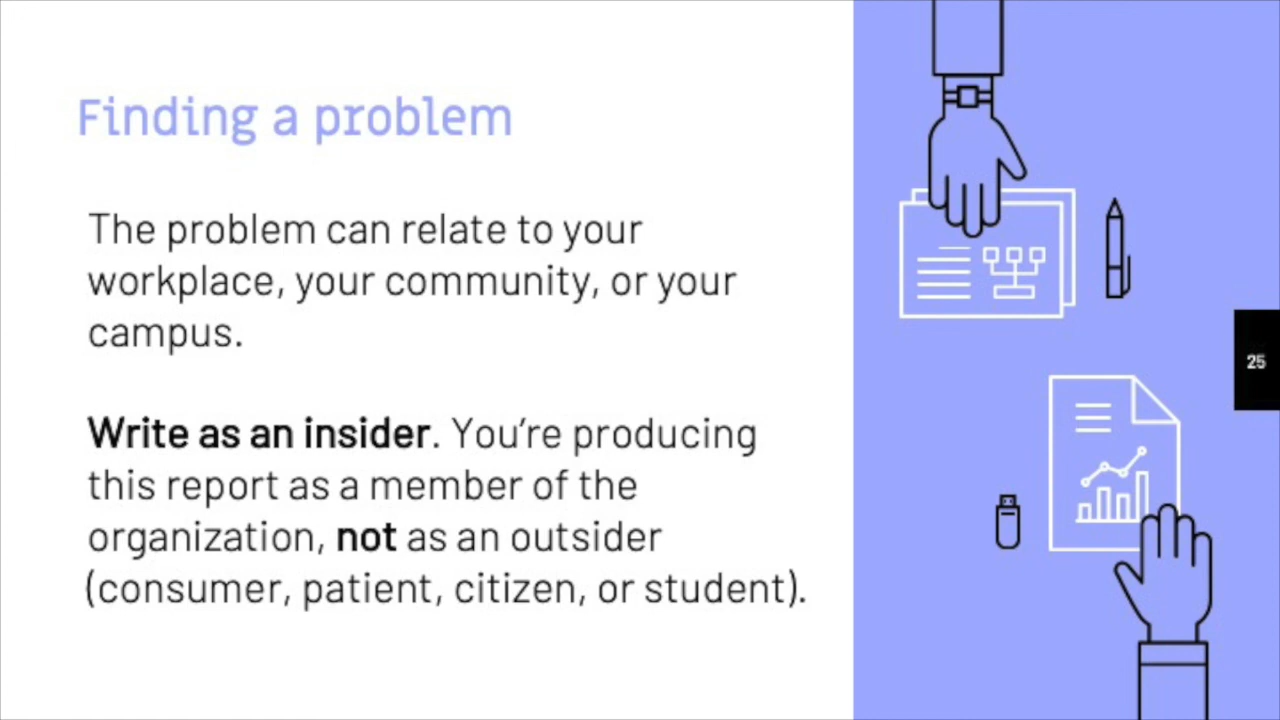 Finding a problem
The problem can relate to your
workplace, your community, or your
campus.
Write as an insider. You're producing
this report as a member of the
organization, not as an outsider
(consumer, patient, citizen, or student).
25